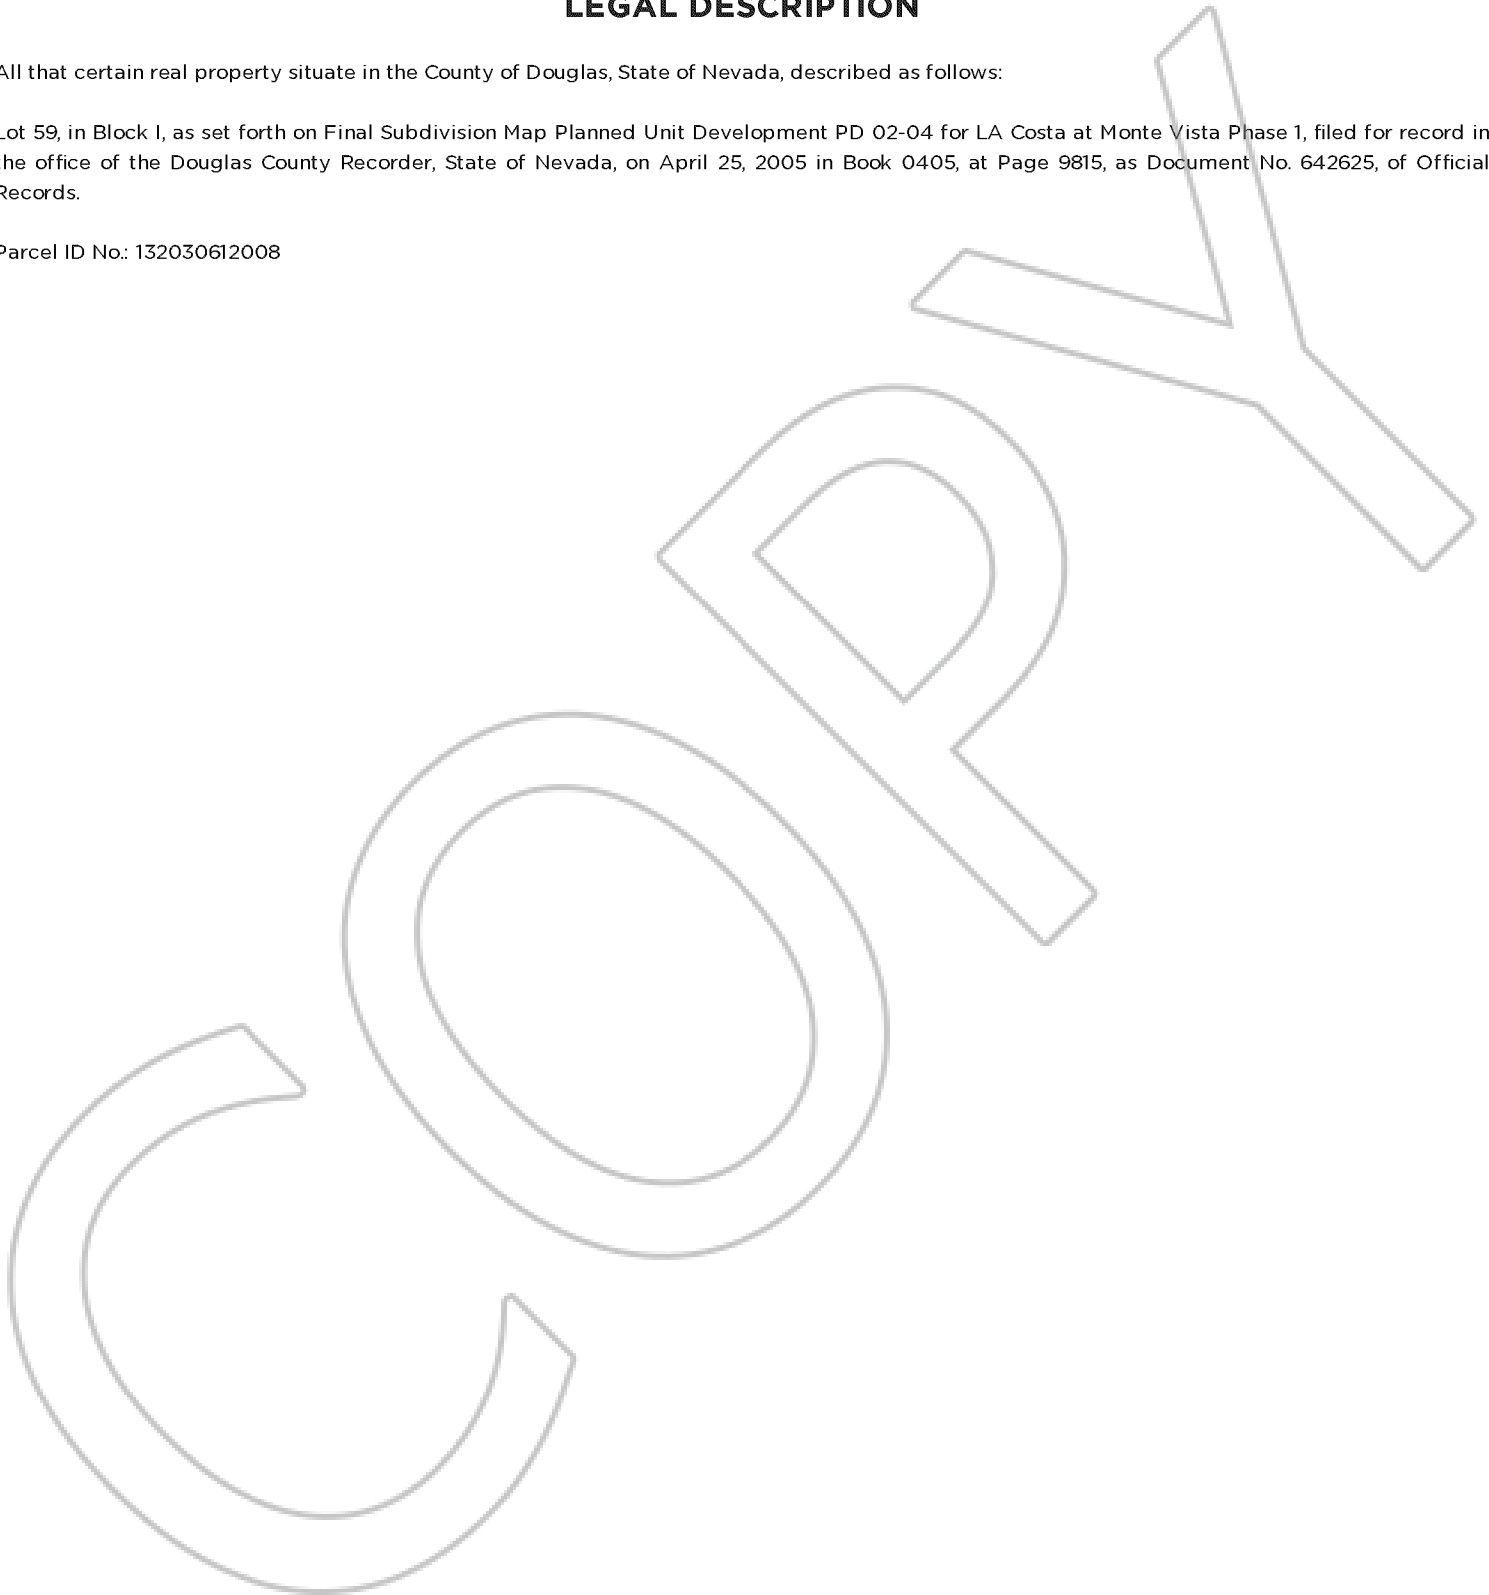 LEGAL DESCRIPTION
All that certain real property situate in the County of Douglas, State of Nevada, described as follows:
Lot 59, in Block I, as set forth on Final Subdivision Map Planned Unit Development PD 02-04 for LA Costa at Monte Vista Phase 1, filed for record in
the office of the Douglas County Recorder, State of Nevada, on April 25, 2005 in Book 0405, at Page 9815, as Document No. 642625, of Official
Records.
Parcel ID No.: 132030612008
COPY